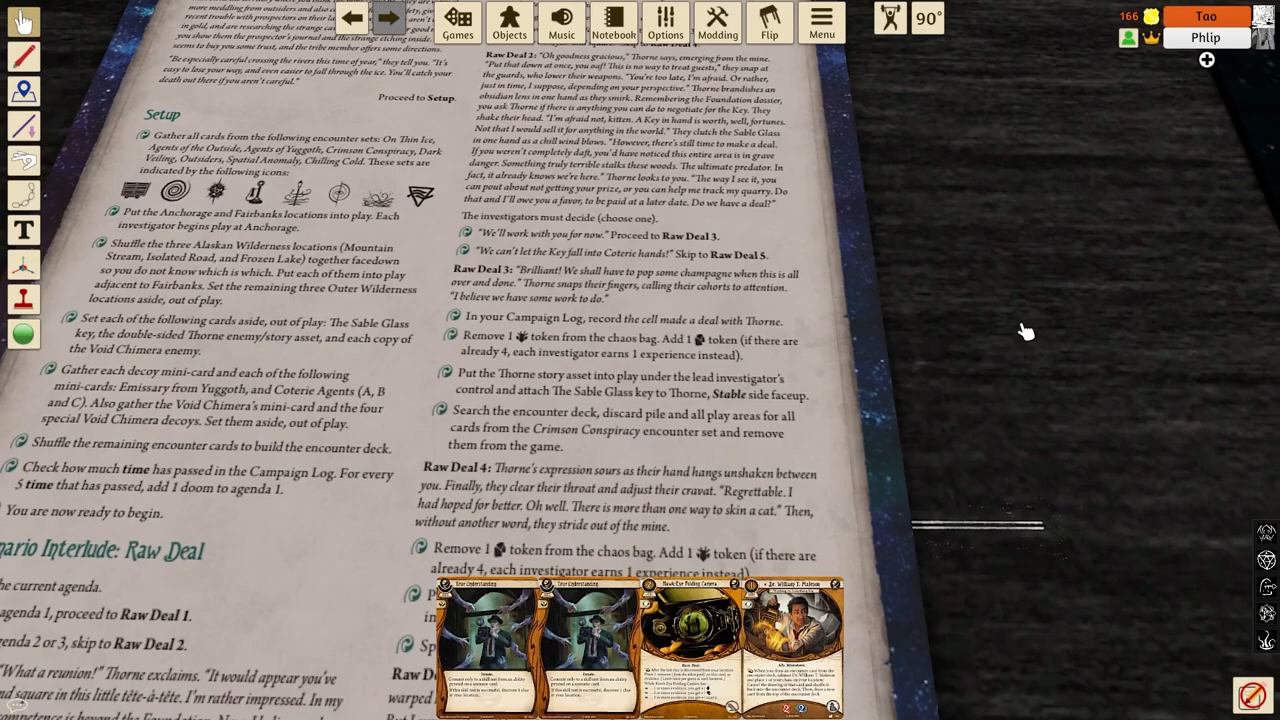 Games
Objects
Music
Notebook
Options
Modding
Flip
Menu
90°
166
Tao
Phlip
recent trouble with prospectors on their la
in gold, and are researching the strange cas
you show them the prospector's journal
seems to buy you some trust, and the tribe member offers some directions.
"Be especially careful crossing the rivers this time of year," they tell you. "It's
easy to lose your way, and even easier to fall through the ice. You'll catch your
death out there if you aren't careful."
Proceed to Setup.
Setup
Gather all cards from the following encounter sets: On Thin Ice,
Agents of the Outside, Agents of Yuggoth, Crimson Conspiracy, Dark
Veiling, Outsiders, Spatial Anomaly, Chilling Cold. These sets are
indicated by the following icons:
Put the Anchorage and Fairbanks locations into play. Each
investigator begins play at Anchorage.
Shuffle the three Alaskan Wilderness locations (Mountain
Stream, Isolated Road, and Frozen Lake) together facedown
so you do not know which is which. Put each of them into play
adjacent to Fairbanks. Set the remaining three Outer Wilderness
locations aside, out of play.
Set each of the following cards aside, out of play: The Sable Glass
key, the double-sided Thorne enemy/story asset, and each copy of
the Void Chimera enemy.
Gather each decoy mini-card and each of the following
mini-cards: Emissary from Yuggoth, and Coterie Agents (A, B
and C). Also gather the Void Chimera's mini-card and the four
special Void Chimera decoys. Set them aside, out of play.
Shuffle the remaining encounter cards to build the encounter deck.
Check how much time has passed in the Campaign Log. For every
5 time that has passed, add 1 doom to agenda 1.
You are now ready to begin.
nario Interlude: Raw Deal
he current agenda.
agenda 1, proceed to Raw Deal 1.
enda 2 or 3, skip to Raw Deal 2.
Raw Deal 2: "Oh goodness gracious," Thorne says, emerging from the mine.
"Put that down at once, you oaf! This is no way to treat guests," they snap at
the guards, who lower their weapons. "You're too late, I'm afraid. Or rather,
just in time, I suppose, depending on your perspective." Thorne brandishes an
obsidian lens in one hand as they smirk. Remembering the Foundation dossier,
you ask Thorne if there is anything you can do to negotiate for the Key. They
shake their head. "I'm afraid not, kitten. A Key in hand is worth, well, fortunes.
Not that I would sell it for anything in the world." They clutch the Sable Glass
in one hand as a chill wind blows. "However, there's still time to make a deal.
If you weren't completely daft, you'd have noticed this entire area is in grave
danger. Something truly terrible stalks these woods. The ultimate predator. In
fact, it already knows we're here." Thorne looks to you. "The way I see it, you
can pout about not getting your prize, or you can help me track my quarry. Do
that and I'll owe you a favor, to be paid at a later date. Do we have a deal?"
The investigators must decide (choose one).
"We'll work with you for now." Proceed to Raw Deal 3.
"We can't let the Key fall into Coterie hands!" Skip to Raw Deal 5.
Raw Deal 3: "Brilliant! We shall have to pop some champagne when this is all
over and done." Thorne snaps their fingers, calling their cohorts to attention.
"I believe we have some work to do."
In your Campaign Log, record the cell made a deal with Thorne.
Remove 1 token from the chaos bag. Add 1 token (if there are
already 4, each investigator earns 1 experience instead).
Put the Thorne story asset into play under the lead investigator's
control and attach The Sable Glass key to Thorne, Stable side faceup.
Search the encounter deck, discard pile and all play areas for all
cards from the Crimson Conspiracy encounter set and remove
them from the game.
Raw Deal 4: Thorne's expression sours as their hand hangs unshaken between
you. Finally, they clear their throat and adjust their cravat. "Regrettable. I
had hoped for better. Oh well. There is more than one way to skin a cat." Then,
without another word, they stride out of the mine.
Remove 1 token from the chaos bag. Add 1 token (if there are
already 4, each investigator earns 1 experience instead).
True Understanding
True Understanding
Hawk-Eye Folding Camera
Dr. William T. Maleson